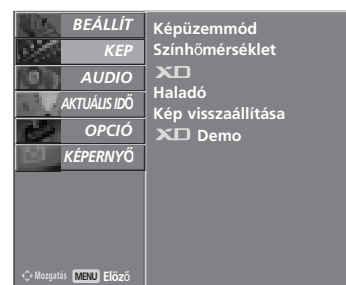 BEÁLLÍT
KEP
AUDIO
AKTUÁLIS IDŐ
OPCIÓ
KÉPERNYŐ
Mozgatás MENU Előző
Képüzemmód
Színhőmérséklet
XD
Haladó
Kép visszaállítása
XD Demo